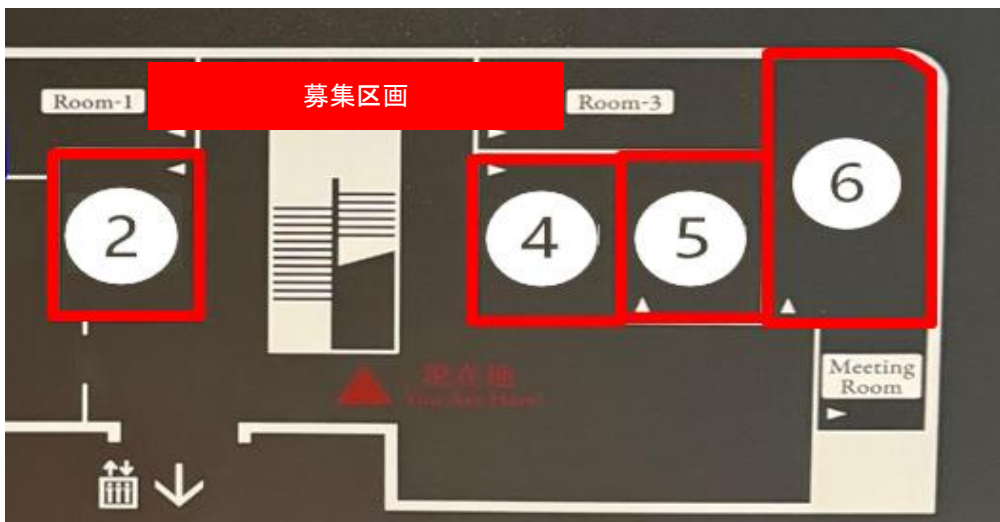 募集区画
Room-1
Room-3
6
2
4
5
現在地
You Are Here!
Meeting
Room